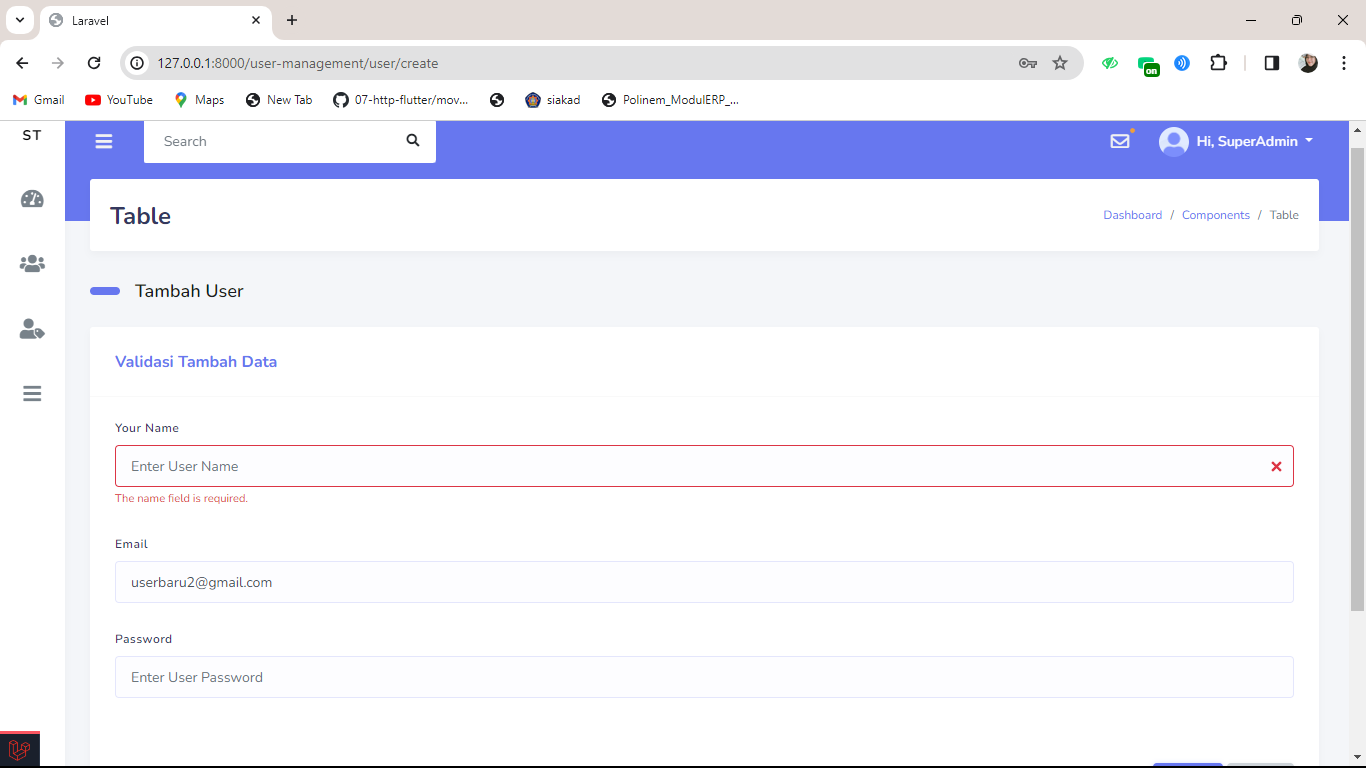 Laravel
127.0.0.1:8000/user-management/user/create
on
Gmail YouTube Maps New Tab 07-http-flutter/mov... siakad Polinem_ModulERP_...
ST
Search
Hi, SuperAdmin
Table
Dashboard / Components / Table
Tambah User
Validasi Tambah Data
Your Name
Enter User Name
The name field is required.
Email
userbaru2@gmail.com
Password
Enter User Password